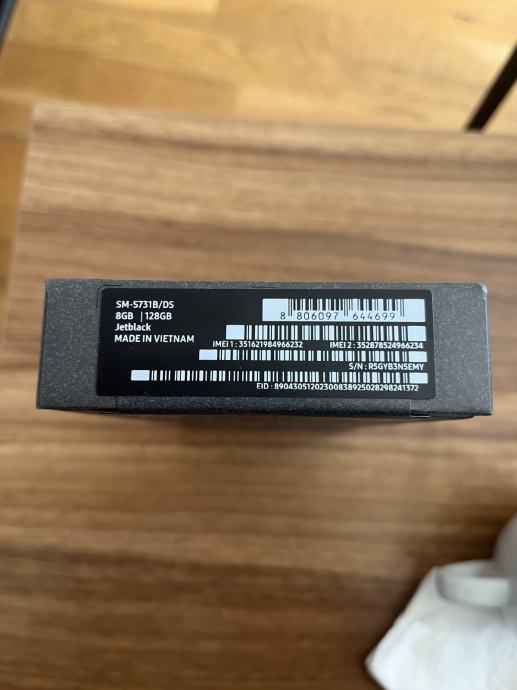 SM-S731B/DS
8GB | 128GB
Jetblack
MADE IN VIETNAM
8 806097 644699
IMEI 1 : 351621984966232 IMEI 2 : 352878524966234
S/N : R5GYB3N5EMY
EID : 89043051202300838925028298241372